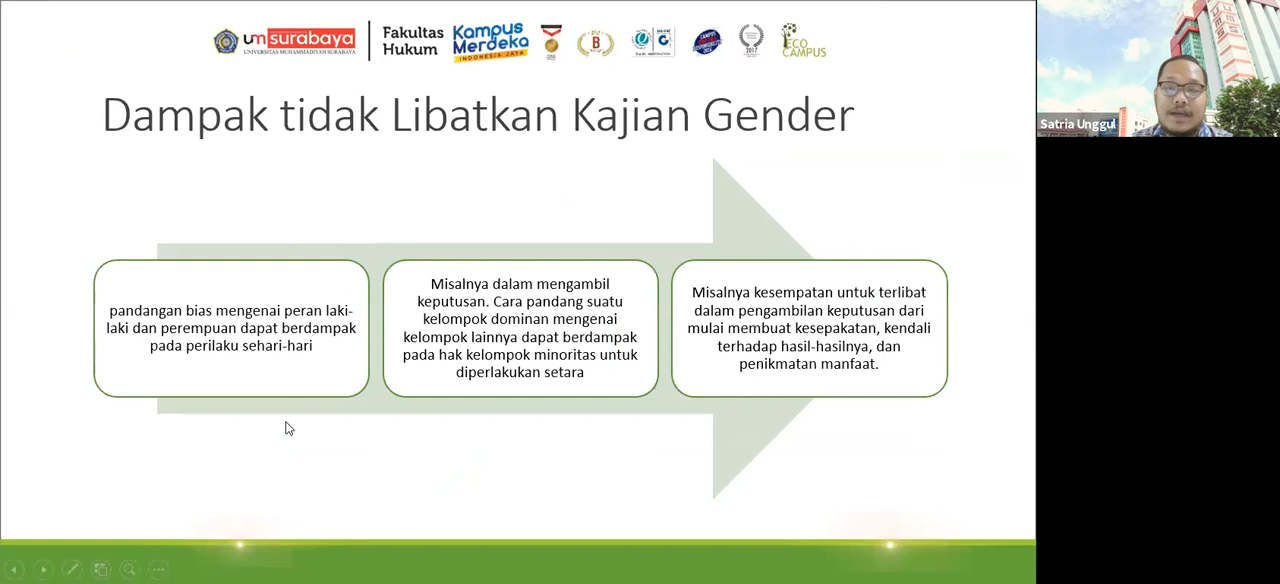 um surabaya
UNIVERSITAS MUHAMMADIYAH SURABAYA
Fakultas
Hukum
Kampus
Merdeka
INDONESIA JAYA
B
2017
ECO
CAMPUS
Satria Unggul
Dampak tidak Libatkan Kajian Gender
pandangan bias mengenai peran laki-
laki dan perempuan dapat berdampak
pada perilaku sehari-hari
Misalnya dalam mengambil
keputusan. Cara pandang suatu
kelompok dominan mengenai
kelompok lainnya dapat berdampak
pada hak kelompok minoritas untuk
diperlakukan setara
Misalnya kesempatan untuk terlibat
dalam pengambilan keputusan dari
mulai membuat kesepakatan, kendali
terhadap hasil-hasilnya, dan
penikmatan manfaat.